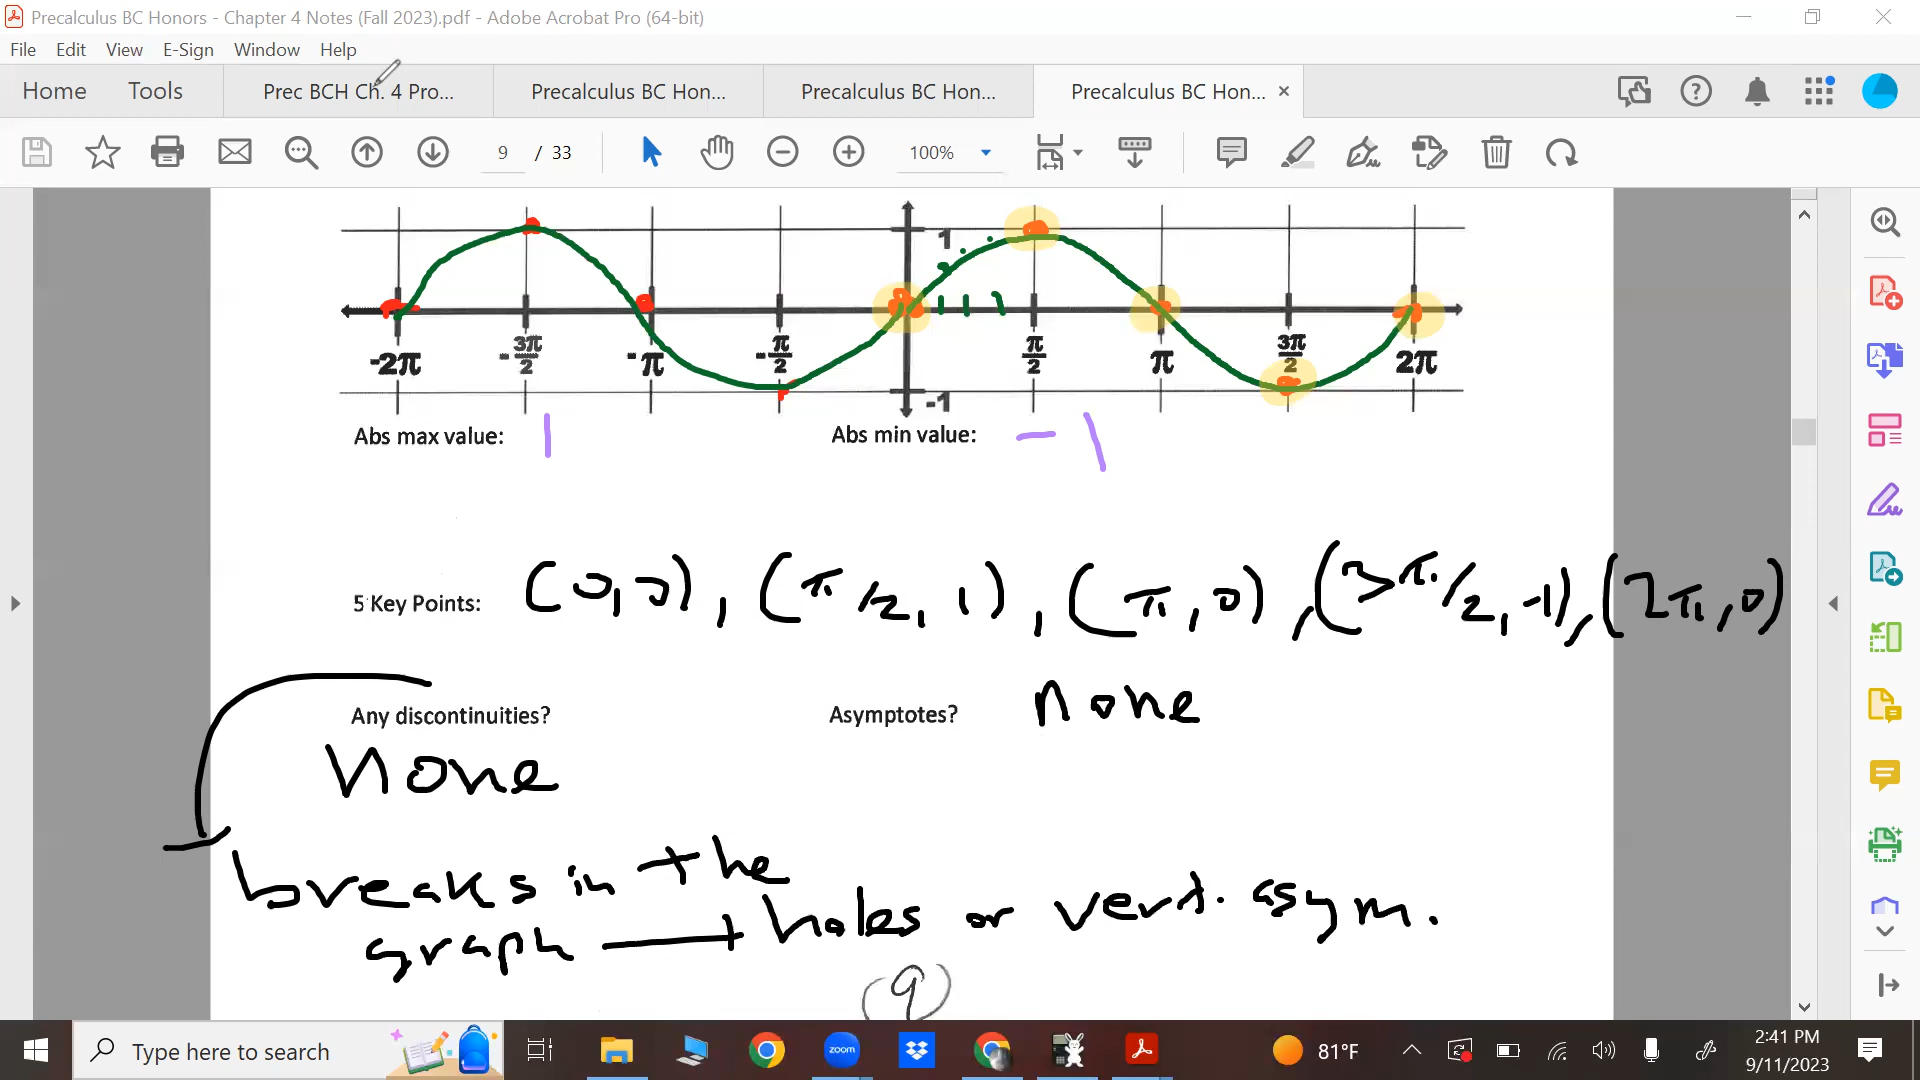 Precalculus BC Honors - Chapter 4 Notes (Fall 2023).pdf - Adobe Acrobat Pro (64-bit)
File Edit View E-Sign Window Help
Home Tools Prec BCH Ch. 4 Pro... Precalculus BC Hon... Precalculus BC Hon... Precalculus BC Hon... ×
9 / 33 100%
1
-2π -3π/2 -π -π/2 π/2 π 3π/2 2π
-1
Abs max value: 1 Abs min value: -1
5 Key Points: (0,0), (π/2, 1), (π, 0), (3π/2, -1), (2π, 0)
Any discontinuities? Asymptotes? none
none
breaks in the
graph → holes or vert. asym.
9
Type here to search zoom 81°F 2:41 PM
9/11/2023